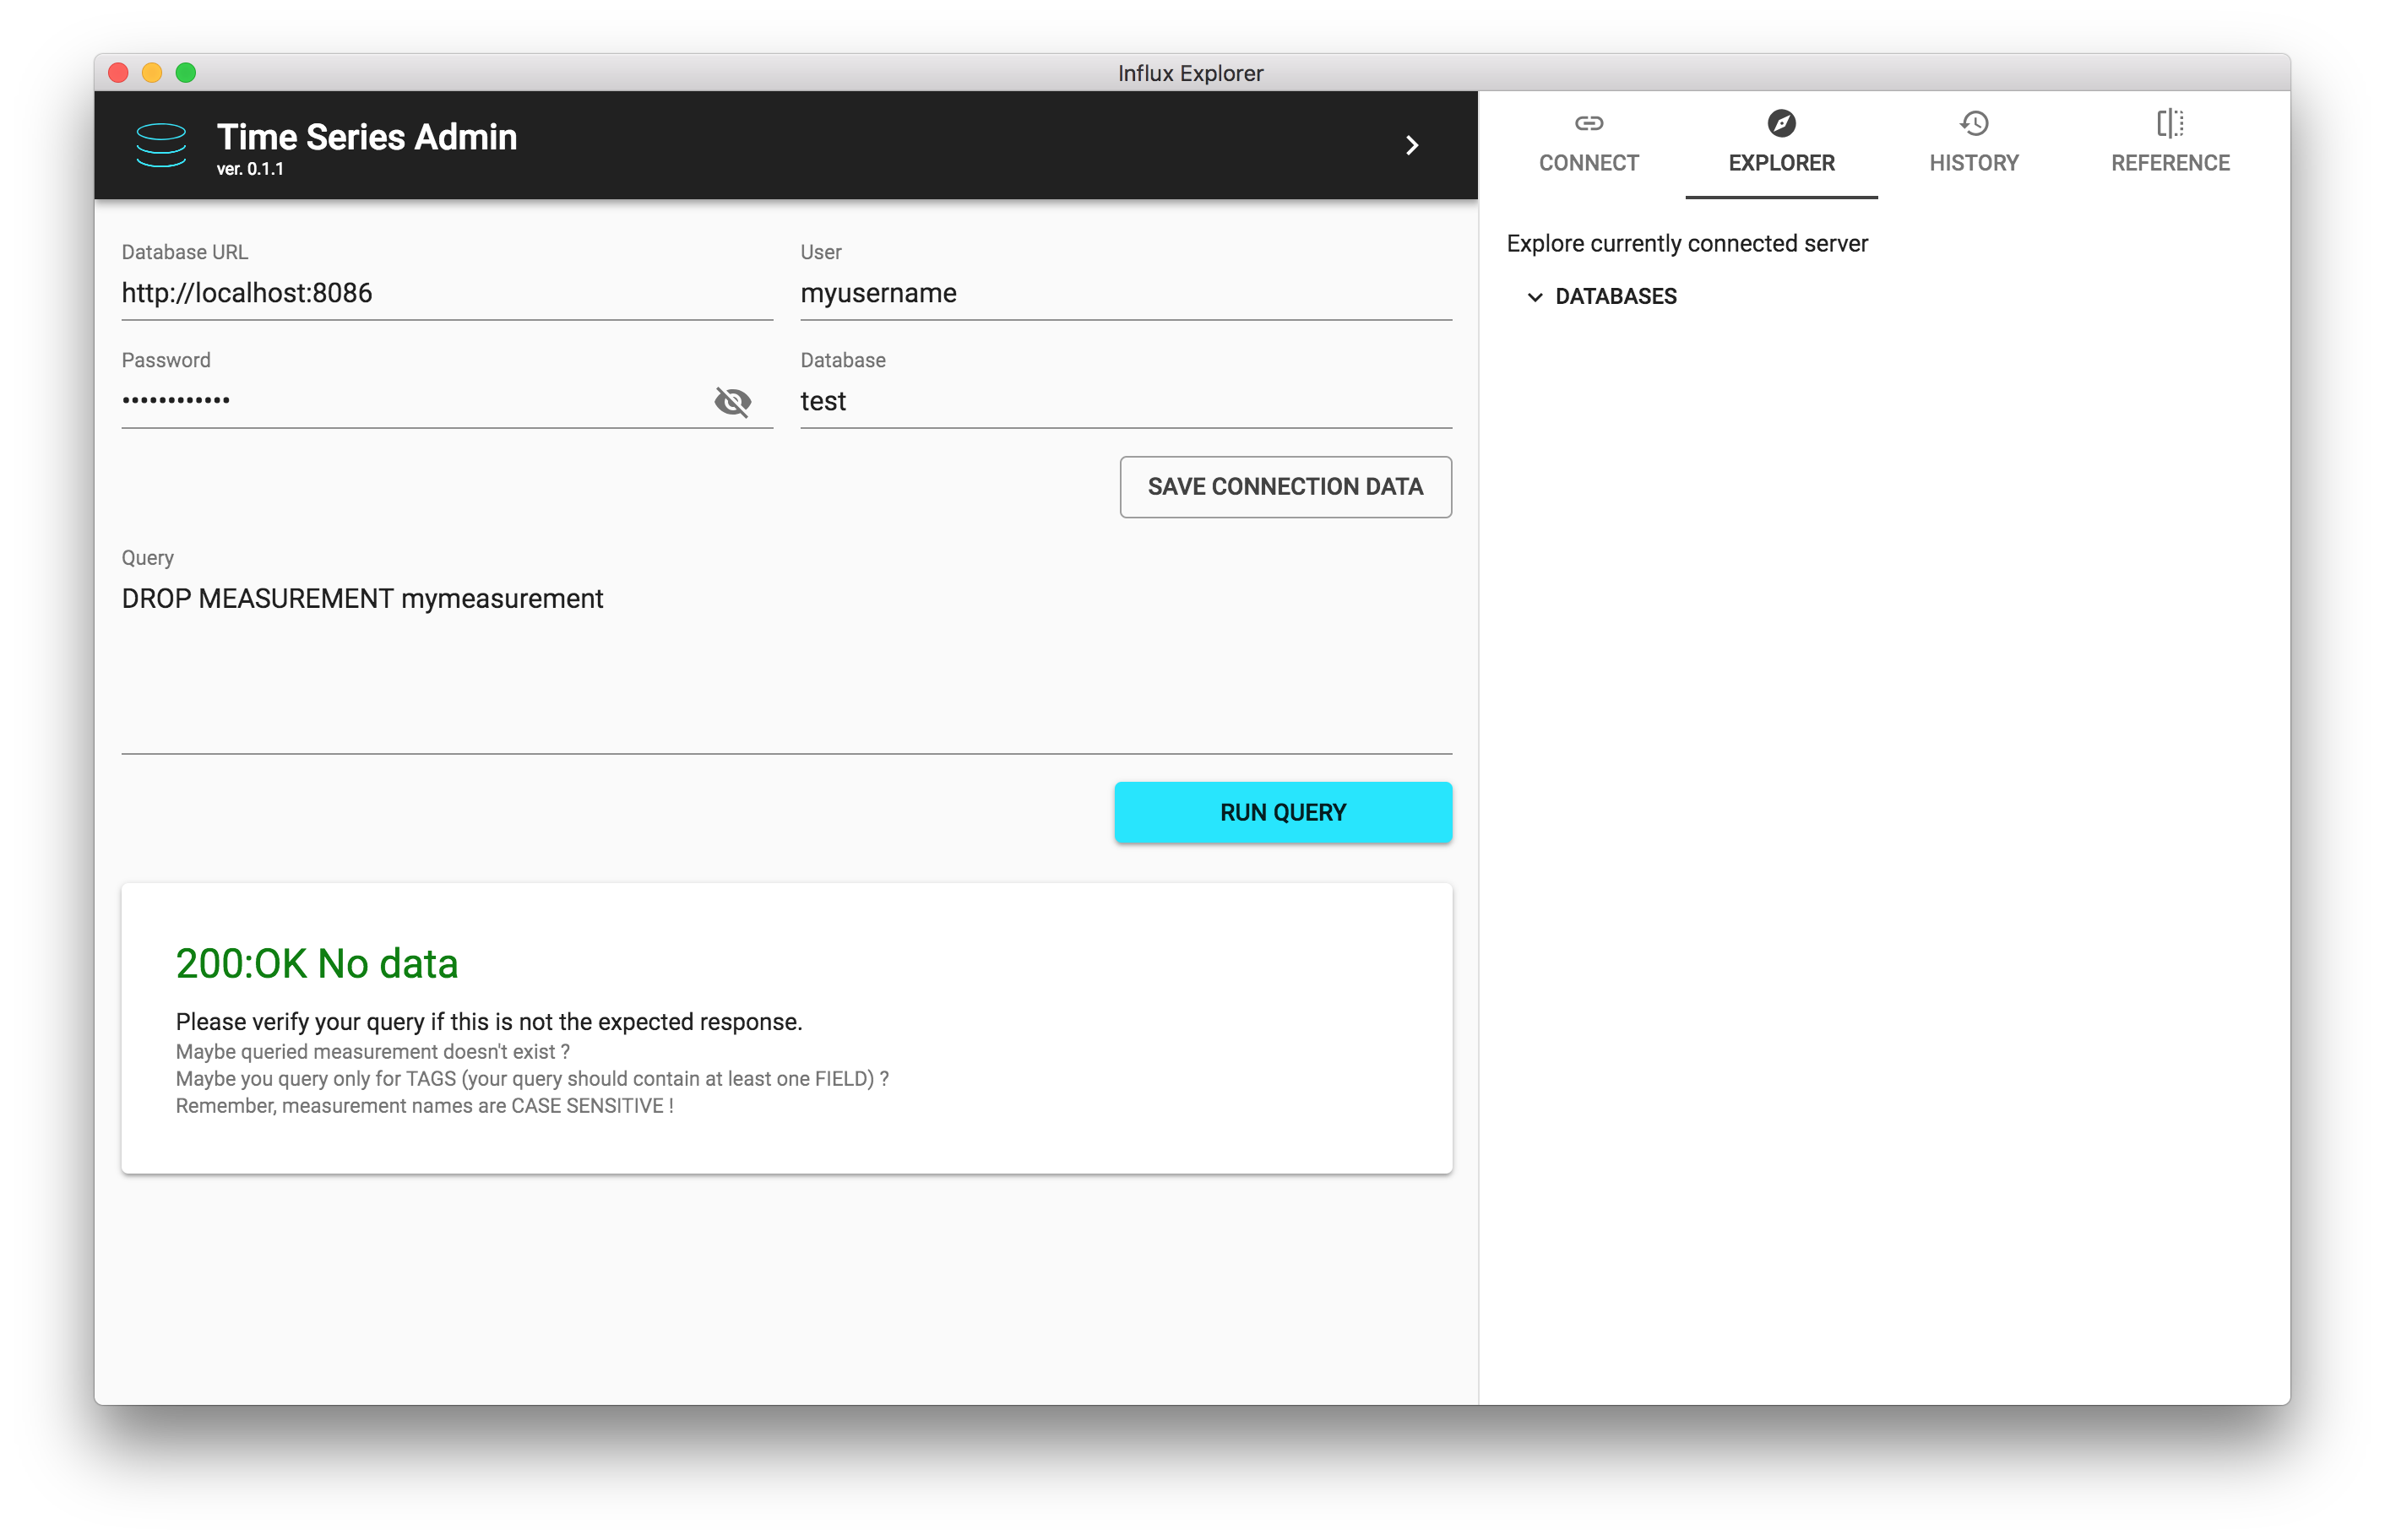 Influx Explorer
Time Series Admin
ver. 0.1.1
Database URL
http://localhost:8086
User
myusername
Password
••••••••••••
Database
test
SAVE CONNECTION DATA
Query
DROP MEASUREMENT mymeasurement
RUN QUERY
200:OK No data
Please verify your query if this is not the expected response.
Maybe queried measurement doesn't exist ?
Maybe you query only for TAGS (your query should contain at least one FIELD) ?
Remember, measurement names are CASE SENSITIVE !
CONNECT
EXPLORER
HISTORY
REFERENCE
Explore currently connected server
DATABASES